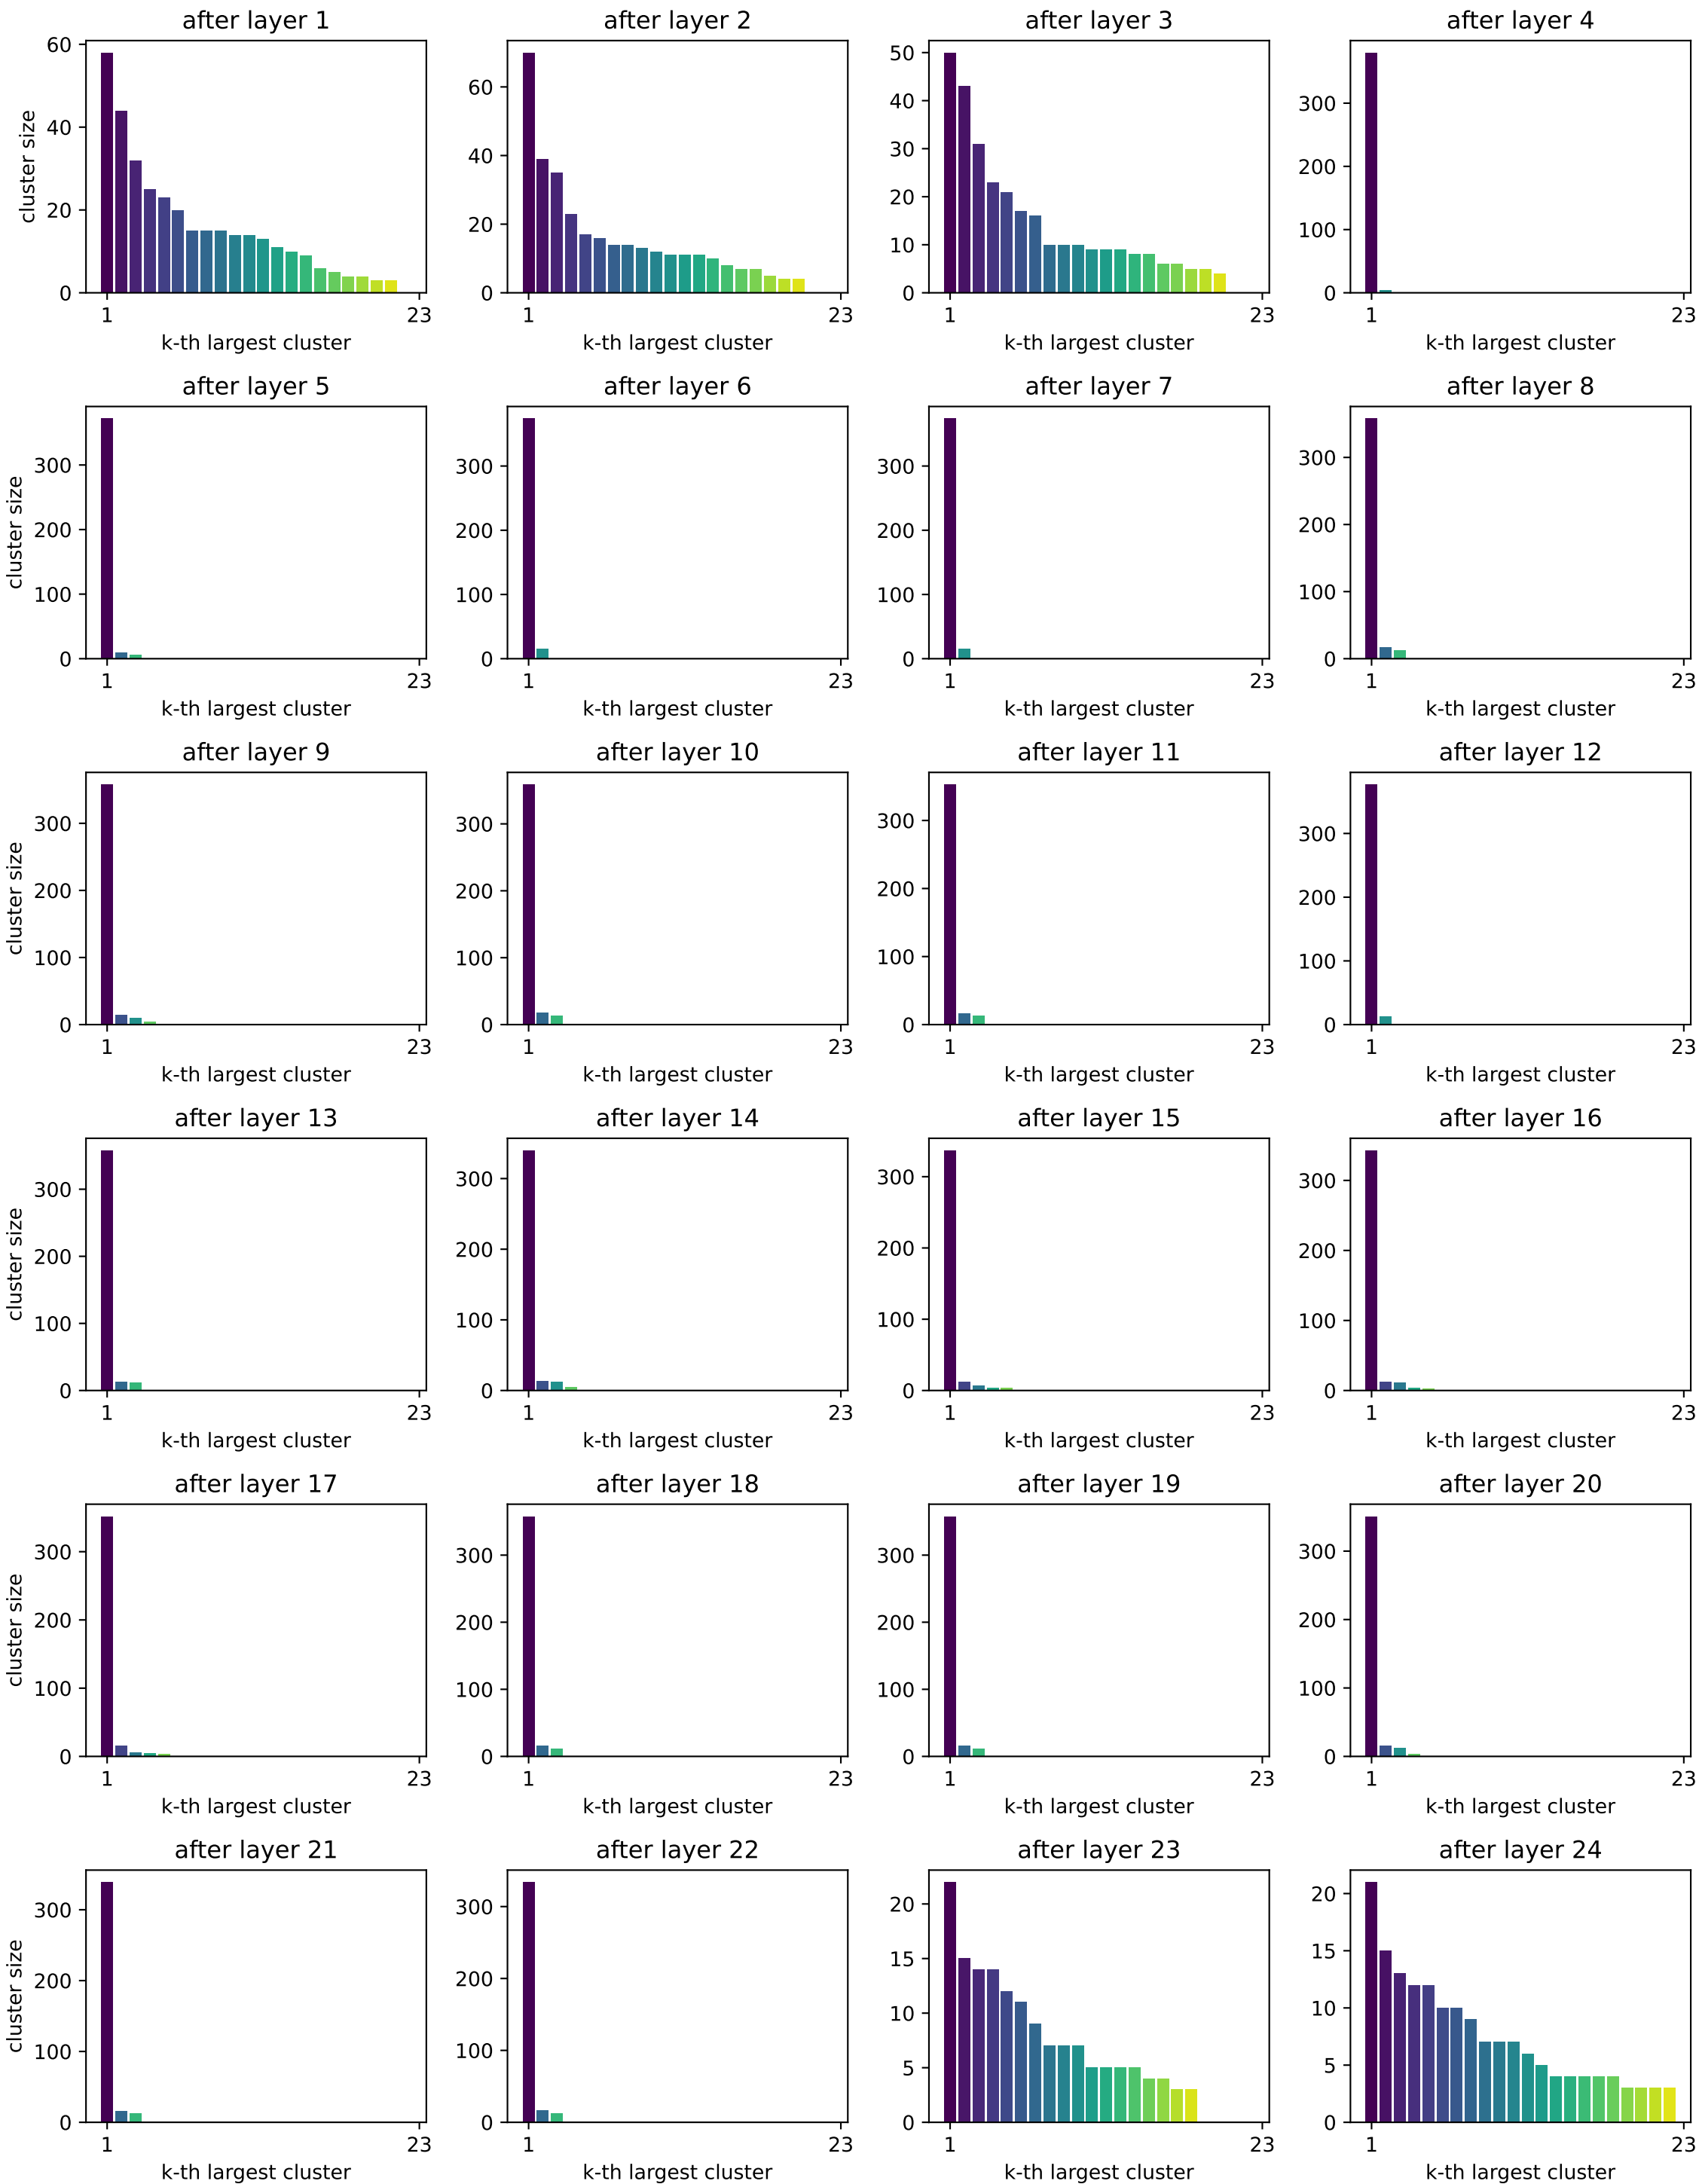 after layer 1
60
40
20
0
cluster size
1
23
k-th largest cluster
after layer 2
60
40
20
0
1
23
k-th largest cluster
after layer 3
50
40
30
20
10
0
1
23
k-th largest cluster
after layer 4
300
200
100
0
1
23
k-th largest cluster
after layer 5
300
200
100
0
cluster size
1
23
k-th largest cluster
after layer 6
300
200
100
0
1
23
k-th largest cluster
after layer 7
300
200
100
0
1
23
k-th largest cluster
after layer 8
300
200
100
0
1
23
k-th largest cluster
after layer 9
300
200
100
0
cluster size
1
23
k-th largest cluster
after layer 10
300
200
100
0
1
23
k-th largest cluster
after layer 11
300
200
100
0
1
23
k-th largest cluster
after layer 12
300
200
100
0
1
23
k-th largest cluster
after layer 13
300
200
100
0
cluster size
1
23
k-th largest cluster
after layer 14
300
200
100
0
1
23
k-th largest cluster
after layer 15
300
200
100
0
1
23
k-th largest cluster
after layer 16
300
200
100
0
1
23
k-th largest cluster
after layer 17
300
200
100
0
cluster size
1
23
k-th largest cluster
after layer 18
300
200
100
0
1
23
k-th largest cluster
after layer 19
300
200
100
0
1
23
k-th largest cluster
after layer 20
300
200
100
0
1
23
k-th largest cluster
after layer 21
300
200
100
0
cluster size
1
23
k-th largest cluster
after layer 22
300
200
100
0
1
23
k-th largest cluster
after layer 23
20
15
10
5
0
1
23
k-th largest cluster
after layer 24
20
15
10
5
0
1
23
k-th largest cluster